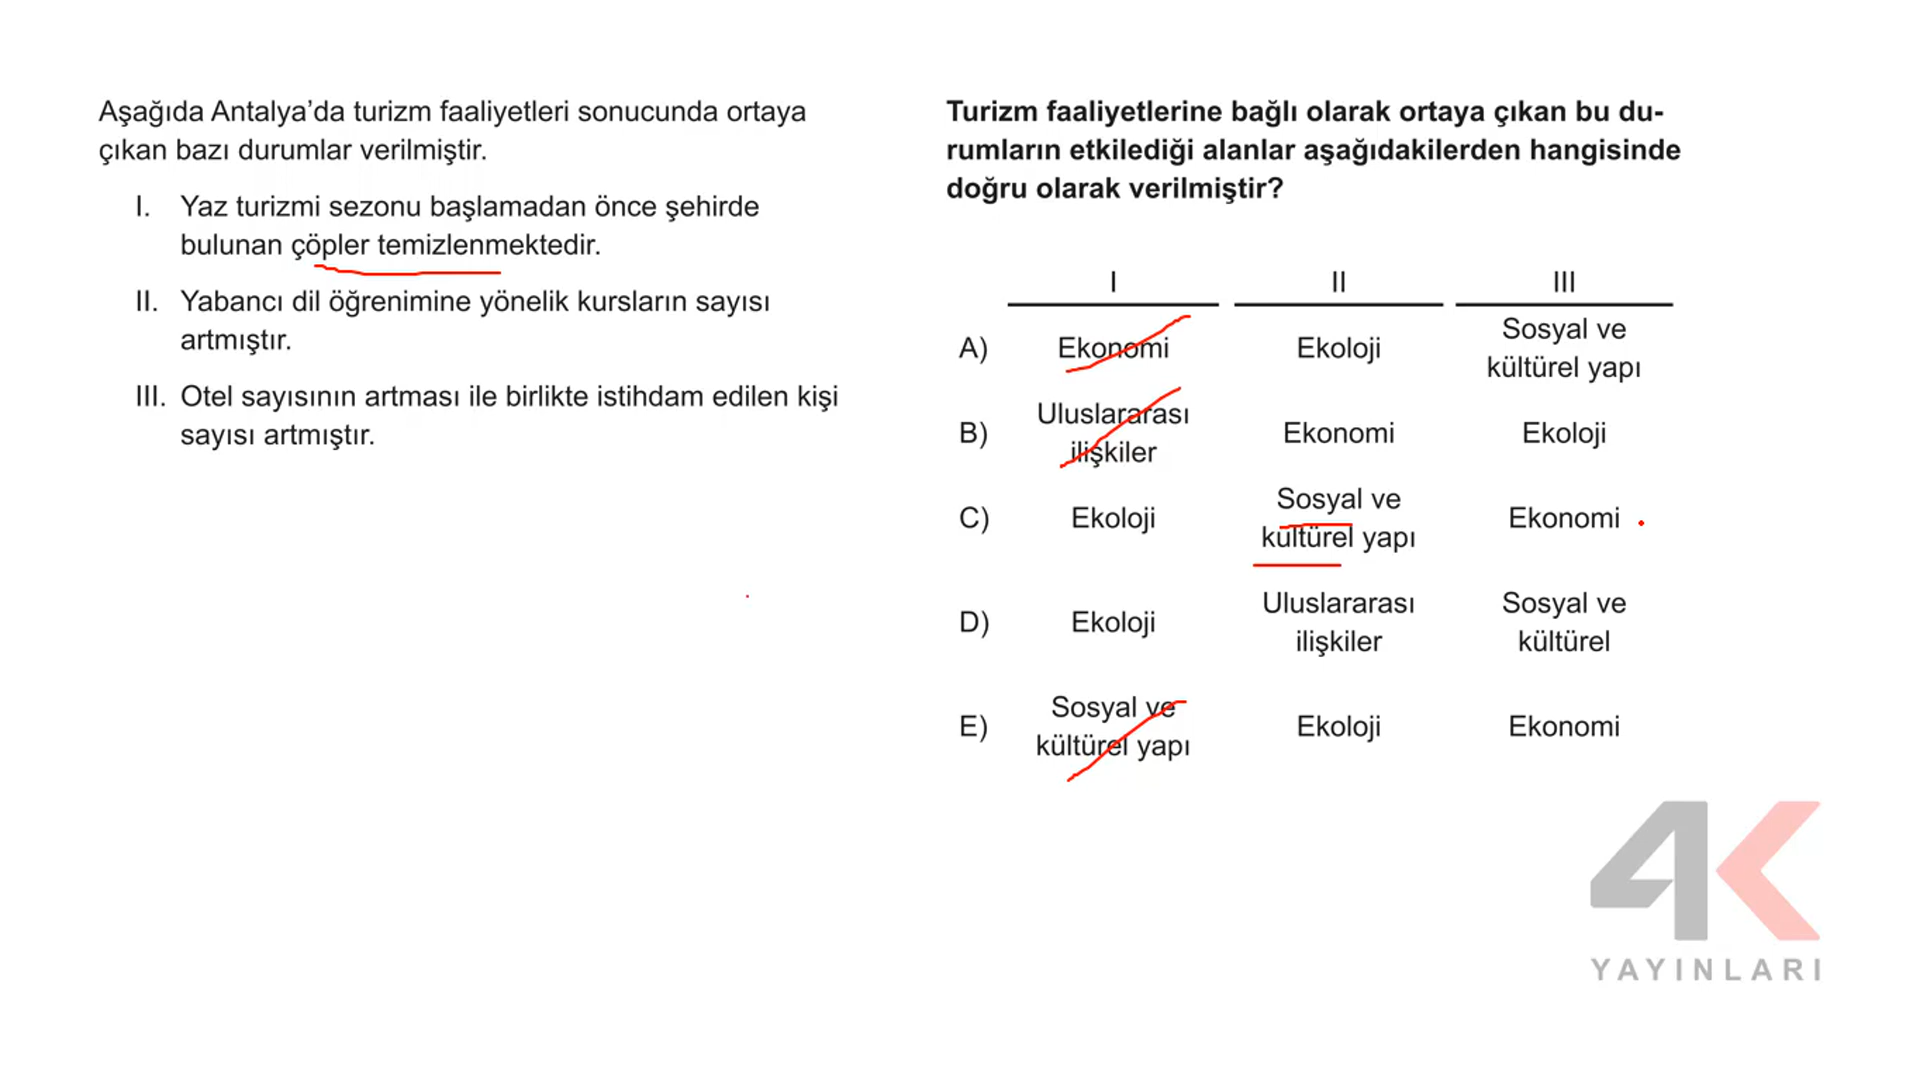 Aşağıda Antalya’da turizm faaliyetleri sonucunda ortaya
çıkan bazı durumlar verilmiştir.
I. Yaz turizmi sezonu başlamadan önce şehirde
bulunan çöpler temizlenmektedir.
II. Yabancı dil öğrenimine yönelik kursların sayısı
artmıştır.
III. Otel sayısının artması ile birlikte istihdam edilen kişi
sayısı artmıştır.
Turizm faaliyetlerine bağlı olarak ortaya çıkan bu du-
rumların etkilediği alanlar aşağıdakilerden hangisinde
doğru olarak verilmiştir?
I II III
A) Ekonomi Ekoloji Sosyal ve
kültürel yapı
B) Uluslararası
ilişkiler Ekonomi Ekoloji
C) Ekoloji Sosyal ve
kültürel yapı Ekonomi
D) Ekoloji Uluslararası
ilişkiler Sosyal ve
kültürel
E) Sosyal ve
kültürel yapı Ekoloji Ekonomi
4K
YAYINLARI